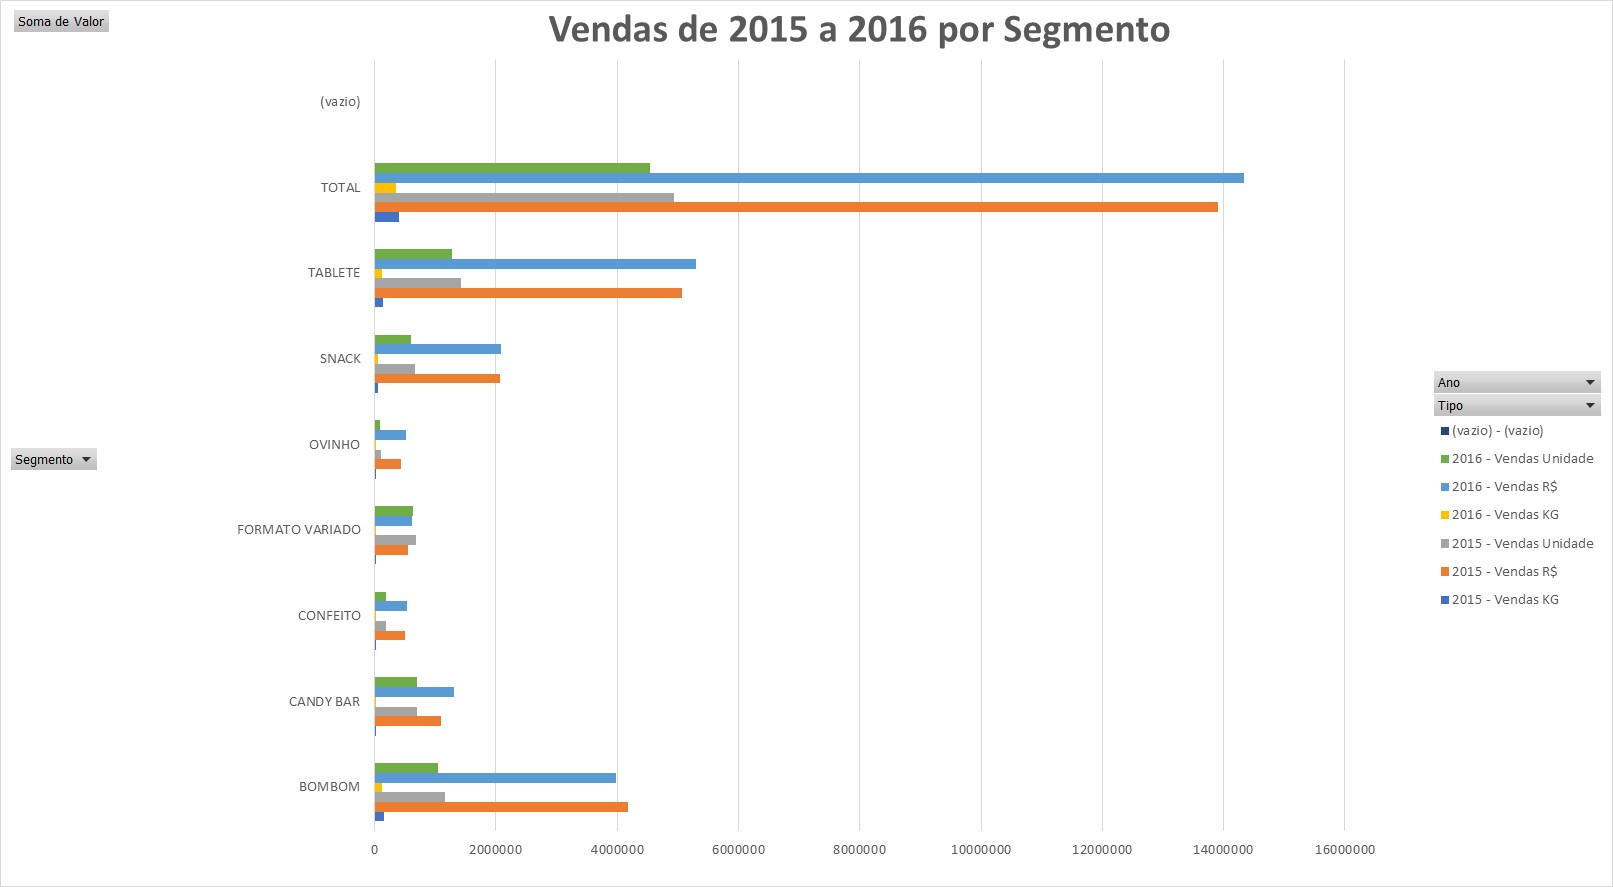 Soma de Valor
Vendas de 2015 a 2016 por Segmento
(vazio)
TOTAL
TABLETE
SNACK
OVINHO
FORMATO VARIADO
CONFEITO
CANDY BAR
BOMBOM
Segmento
0 2000000 4000000 6000000 8000000 10000000 12000000 14000000 16000000
Ano
Tipo
(vazio) - (vazio)
2016 - Vendas Unidade
2016 - Vendas R$
2016 - Vendas KG
2015 - Vendas Unidade
2015 - Vendas R$
2015 - Vendas KG